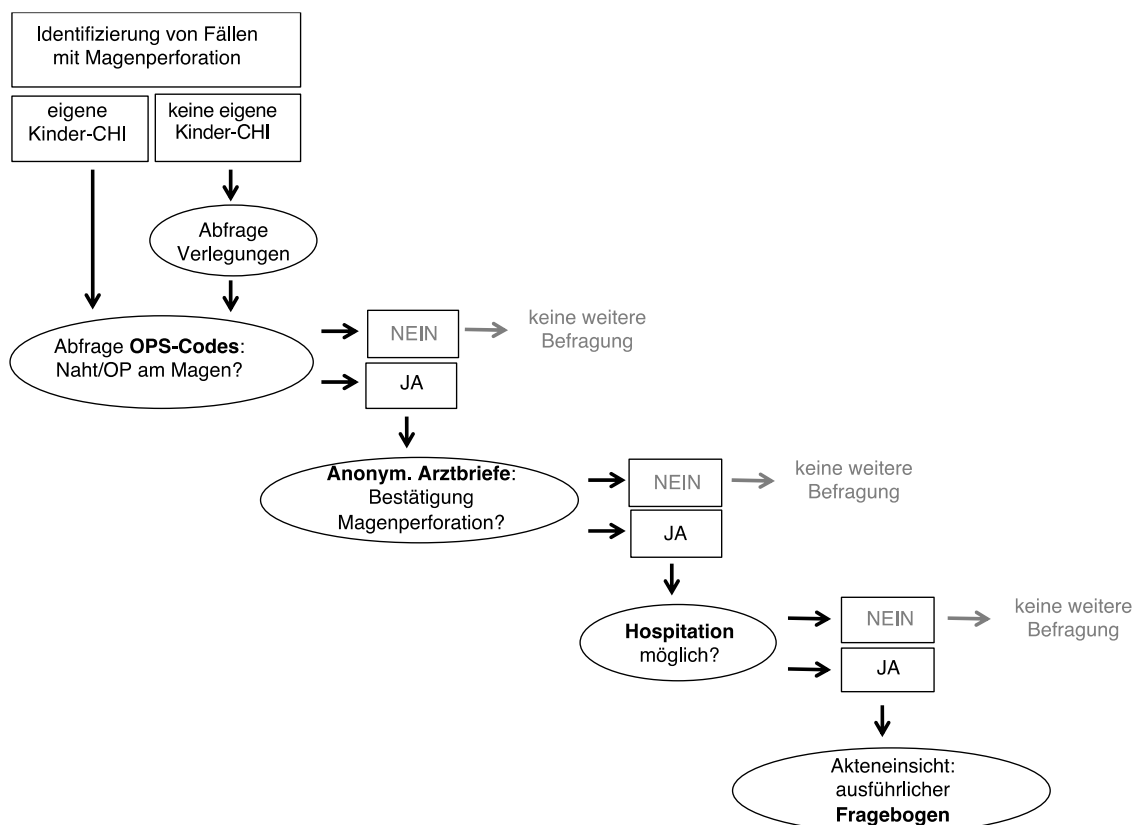 Identifizierung von Fällen
mit Magenperforation
eigene
Kinder-CHI
keine eigene
Kinder-CHI
Abfrage
Verlegungen
Abfrage OPS-Codes:
Naht/OP am Magen?
NEIN
keine weitere
Befragung
JA
Anonym. Arztbriefe:
Bestätigung
Magenperforation?
NEIN
keine weitere
Befragung
JA
Hospitation
möglich?
NEIN
keine weitere
Befragung
JA
Akteneinsicht:
ausführlicher
Fragebogen